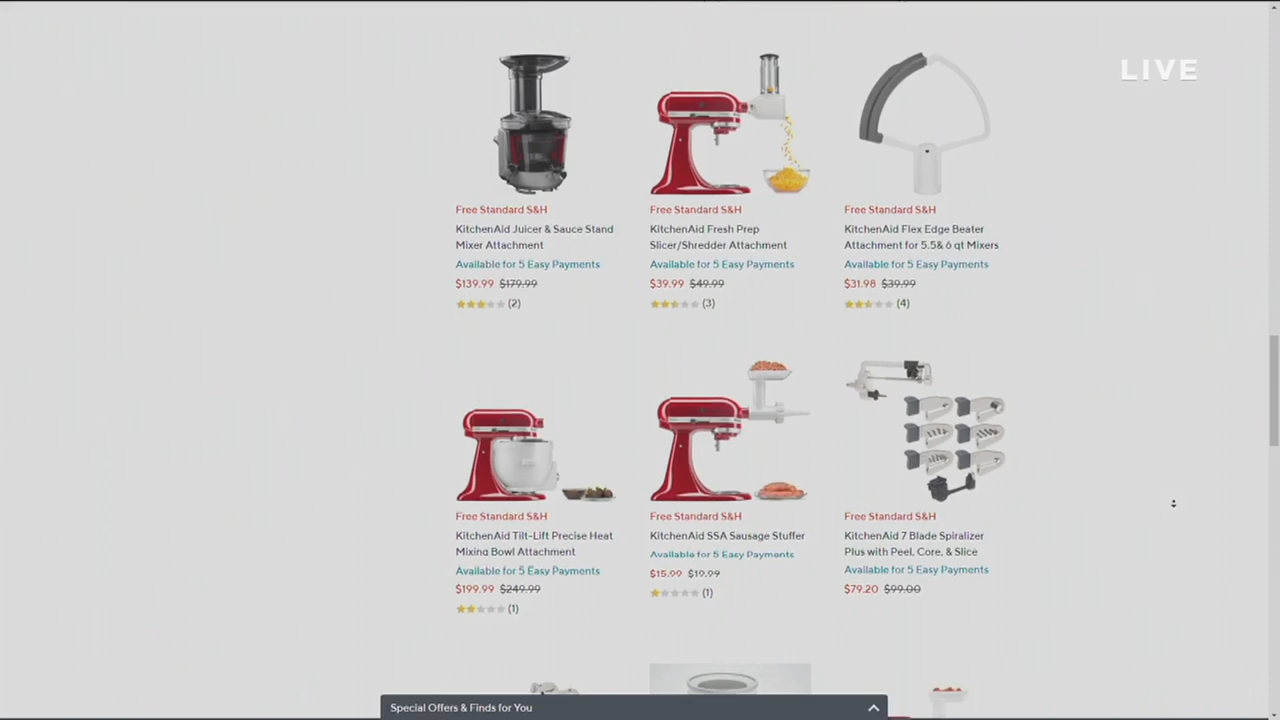 LIVE
Free Standard S&H
KitchenAid Juicer & Sauce Stand
Mixer Attachment
Available for 5 Easy Payments
$139.99 $179.99
(2)
Free Standard S&H
KitchenAid Fresh Prep
Slicer/Shredder Attachment
Available for 5 Easy Payments
$39.99 $49.99
(3)
Free Standard S&H
KitchenAid Flex Edge Beater
Attachment for 5.5& 6 qt Mixers
Available for 5 Easy Payments
$31.98 $39.99
(4)
Free Standard S&H
KitchenAid Tilt-Lift Precise Heat
Mixing Bowl Attachment
Available for 5 Easy Payments
$199.99 $249.99
(1)
Free Standard S&H
KitchenAid SSA Sausage Stuffer
Available for 5 Easy Payments
$15.99 $19.99
(1)
Free Standard S&H
KitchenAid 7 Blade Spiralizer
Plus with Peel, Core, & Slice
Available for 5 Easy Payments
$79.20 $99.00
Special Offers & Finds for You